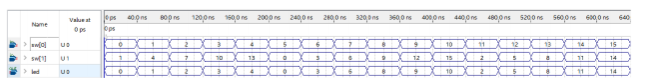 Name Value at 0 ps 0 ps 40.0 ns 80.0 ns 120.0 ns 160.0 ns 200.0 ns 240.0 ns 280.0 ns 320.0 ns 360.0 ns 400.0 ns 440.0 ns 480.0 ns 520.0 ns 560.0 ns 600.0 ns 640.
0 ps
sw[0] U 0 0 1 2 3 4 5 6 7 8 9 10 11 12 13 14 15
sw[2] U 1 1 4 7 10 13 0 3 6 9 12 15 2 5 8 11 14
led U 0 0 1 2 3 4 0 3 6 8 9 10 2 5 8 11 14